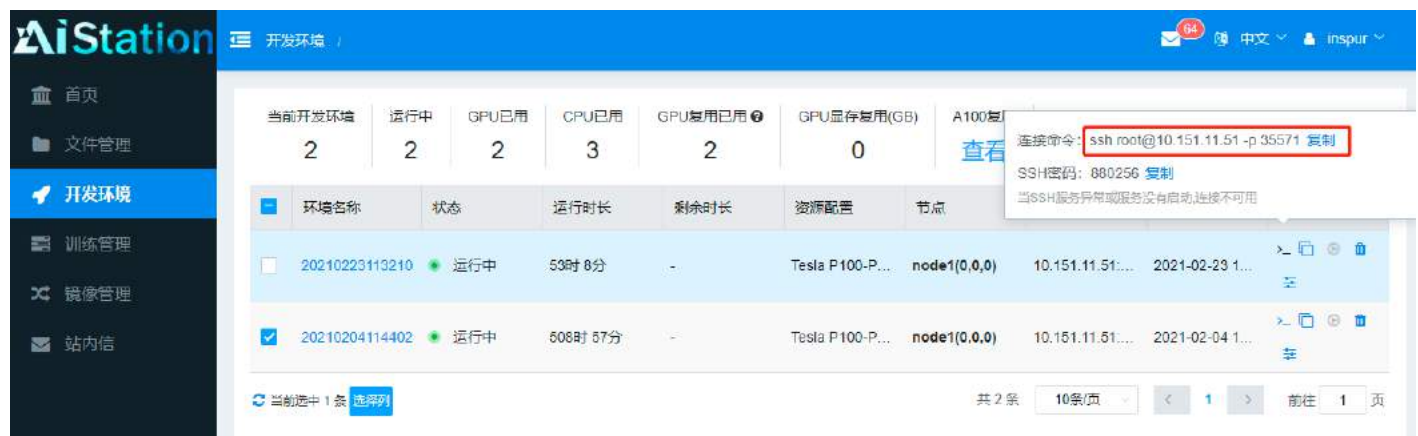 AiStation
开发环境 /
64
中文
inspur
首页
文件管理
开发环境
训练管理
镜像管理
站内信
当前开发环境 运行中 GPU已用 CPU已用 GPU复用已用 GPU显存复用(GB) A100复
2 2 2 3 2 0 查看
连接命令: ssh root@10.151.11.51 -p 35571 复制
SSH密码: 880256 复制
当SSH服务异常或服务没有启动,连接不可用
环境名称 状态 运行时长 剩余时长 资源配置 节点
20210223113210 运行中 53时 8分 - Tesla P100-P... node1(0,0,0) 10.151.11.51:... 2021-02-23 1...
20210204114402 运行中 508时 57分 - Tesla P100-P... node1(0,0,0) 10.151.11.51:... 2021-02-04 1...
当前选中 1 条 选择列
共 2 条 10条/页 < 1 > 前往 1 页